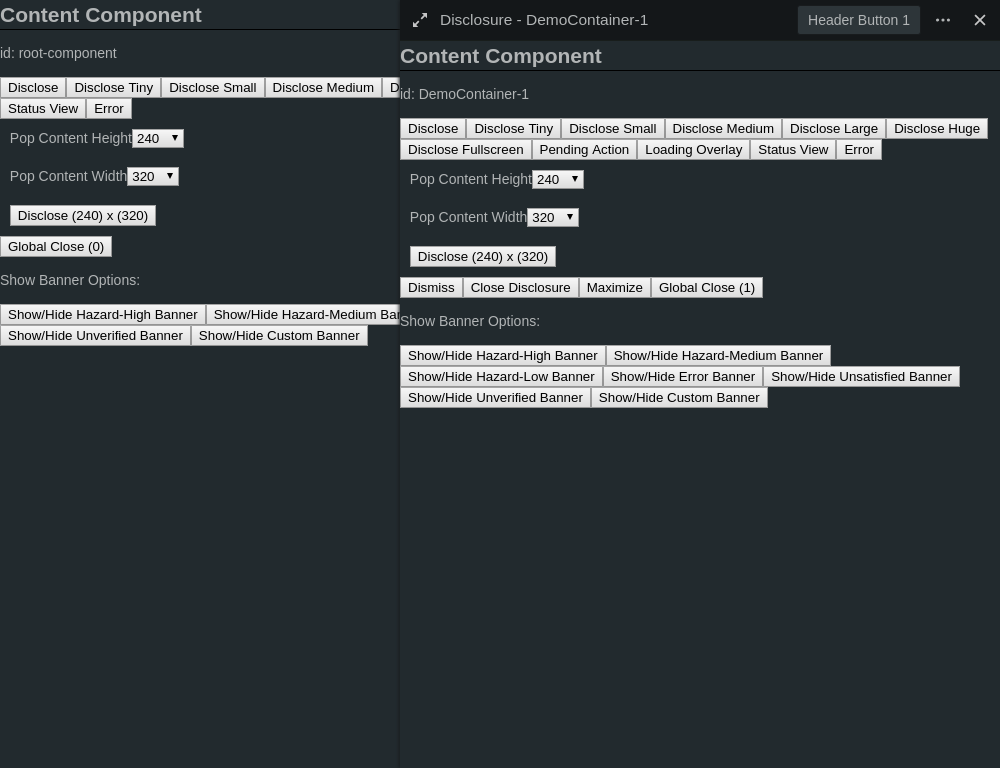 Content Component
id: root-component
Disclose Disclose Tiny Disclose Small Disclose Medium
Status View Error
Pop Content Height 240
Pop Content Width 320
Disclose (240) x (320)
Global Close (0)
Show Banner Options:
Show/Hide Hazard-High Banner Show/Hide Hazard-Medium
Show/Hide Unverified Banner Show/Hide Custom Banner
Disclosure - DemoContainer-1 Header Button 1
Content Component
id: DemoContainer-1
Disclose Disclose Tiny Disclose Small Disclose Medium Disclose Large Disclose Huge
Disclose Fullscreen Pending Action Loading Overlay Status View Error
Pop Content Height 240
Pop Content Width 320
Disclose (240) x (320)
Dismiss Close Disclosure Maximize Global Close (1)
Show Banner Options:
Show/Hide Hazard-High Banner Show/Hide Hazard-Medium Banner
Show/Hide Hazard-Low Banner Show/Hide Error Banner Show/Hide Unsatisfied Banner
Show/Hide Unverified Banner Show/Hide Custom Banner